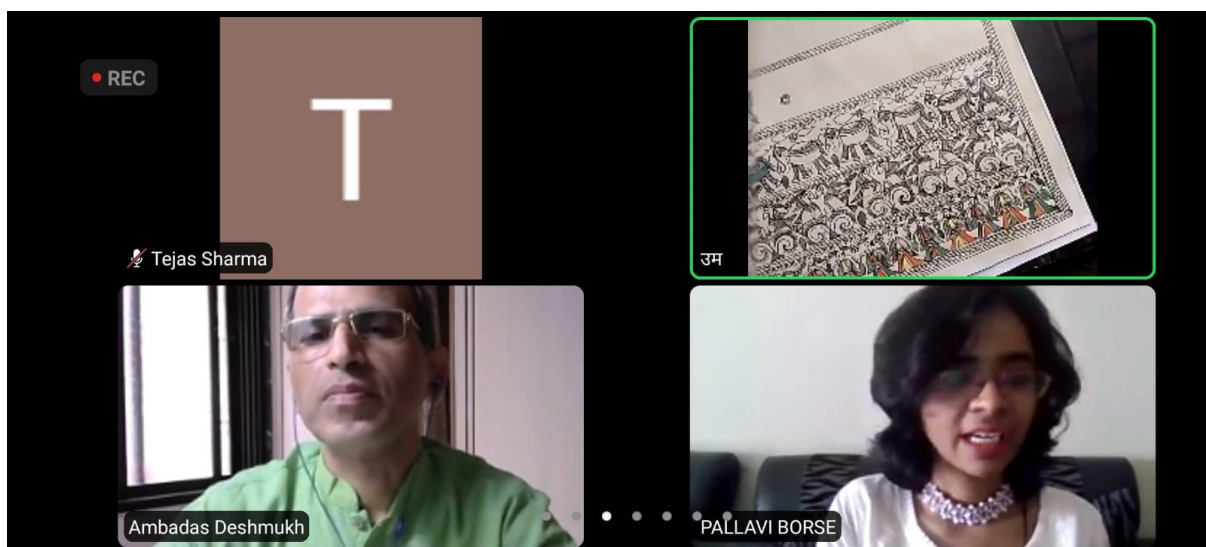 REC
T
Tejas Sharma
उम
Ambadas Deshmukh
PALLAVI BORSE